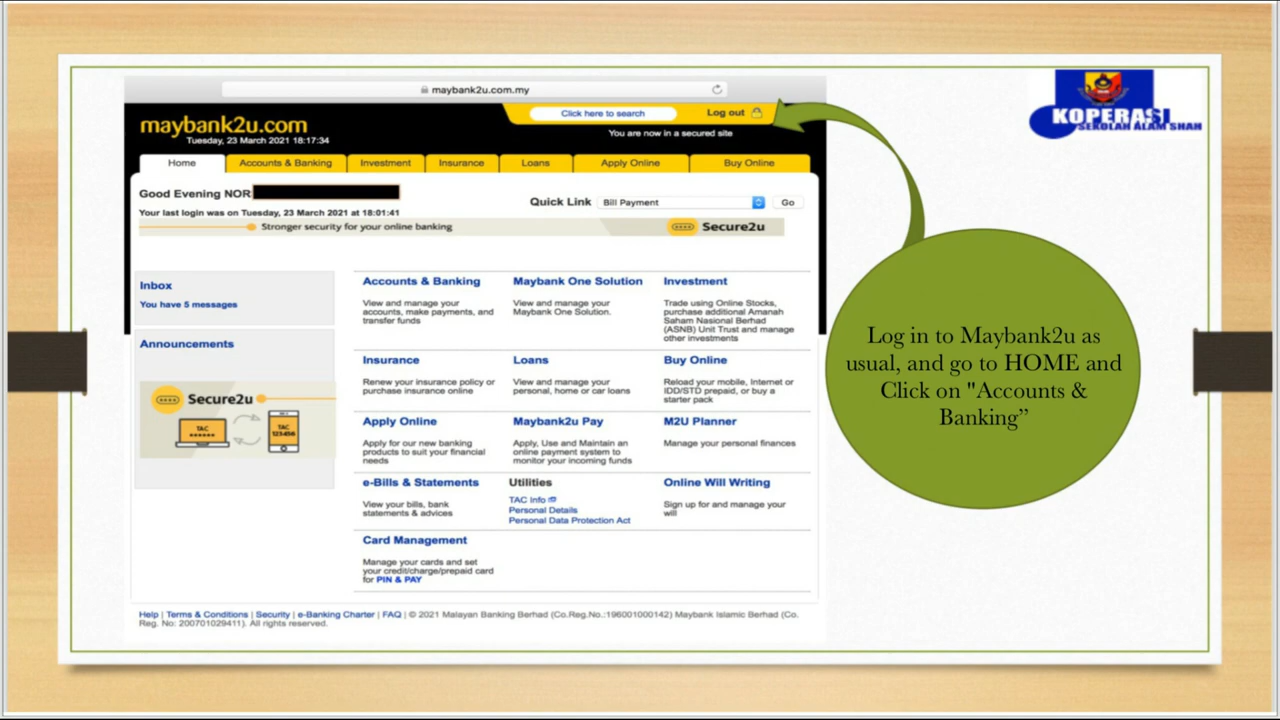 maybank2u.com.my
Click here to search
Log out
You are now in a secured site
maybank2u.com
Tuesday, 23 March 2021 18:17:34
Home
Accounts & Banking
Investment
Insurance
Loans
Apply Online
Buy Online
Good Evening NOR
Your last login was on Tuesday, 23 March 2021 at 18:01:41
Quick Link
Bill Payment
Go
Stronger security for your online banking
Secure2u
Inbox
You have 5 messages
Announcements
Secure2u
TAC
******
TAC
123456
Accounts & Banking
View and manage your
accounts, make payments, and
transfer funds
Maybank One Solution
View and manage your
Maybank One Solution.
Investment
Trade using Online Stocks,
purchase additional Amanah
Saham Nasional Berhad
(ASNB) Unit Trust and manage
other investments
Insurance
Renew your insurance policy or
purchase insurance online
Loans
View and manage your
personal, home or car loans
Buy Online
Reload your mobile, Internet or
IDD/STD prepaid, or buy a
starter pack
Apply Online
Apply for our new banking
products to suit your financial
needs
Maybank2u Pay
Apply, Use and Maintain an
online payment system to
monitor your incoming funds
M2U Planner
Manage your personal finances
e-Bills & Statements
View your bills, bank
statements & advices
Utilities
TAC Info
Personal Details
Personal Data Protection Act
Online Will Writing
Sign up for and manage your
will
Card Management
Manage your cards and set
your credit/charge/prepaid card
for PIN & PAY
Help | Terms & Conditions | Security | e-Banking Charter | FAQ | © 2021 Malayan Banking Berhad (Co.Reg.No.:196001000142) Maybank Islamic Berhad (Co.
Reg. No: 200701029411). All rights reserved.
KOPERASI
SEKOLAH ALAM SHAH
Log in to Maybank2u as
usual, and go to HOME and
Click on "Accounts &
Banking”